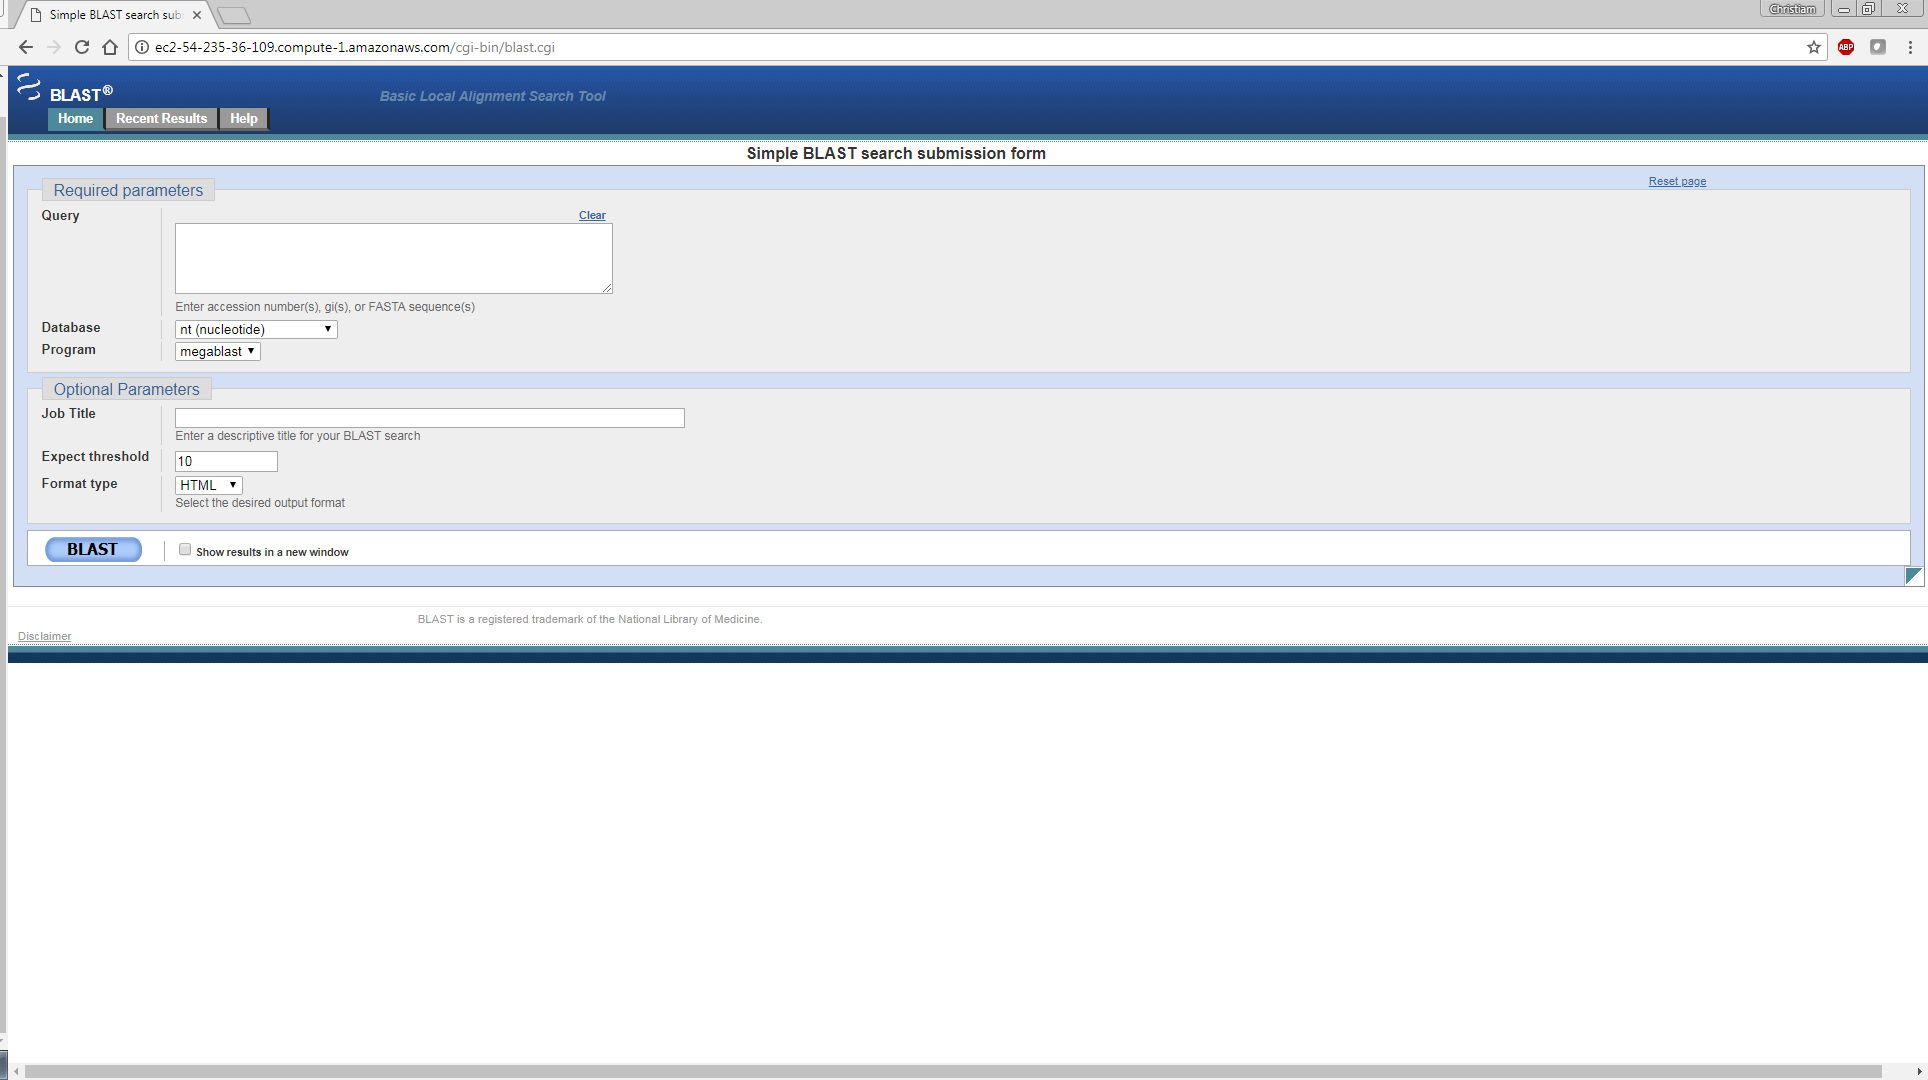 Simple BLAST search sub
Christiam
ec2-54-235-36-109.compute-1.amazonaws.com/cgi-bin/blast.cgi
ABP
BLAST®
Basic Local Alignment Search Tool
Home Recent Results Help
Simple BLAST search submission form
Required parameters
Reset page
Query
Clear
Enter accession number(s), gi(s), or FASTA sequence(s)
Database nt (nucleotide)
Program megablast
Optional Parameters
Job Title
Enter a descriptive title for your BLAST search
Expect threshold 10
Format type HTML
Select the desired output format
BLAST Show results in a new window
BLAST is a registered trademark of the National Library of Medicine.
Disclaimer